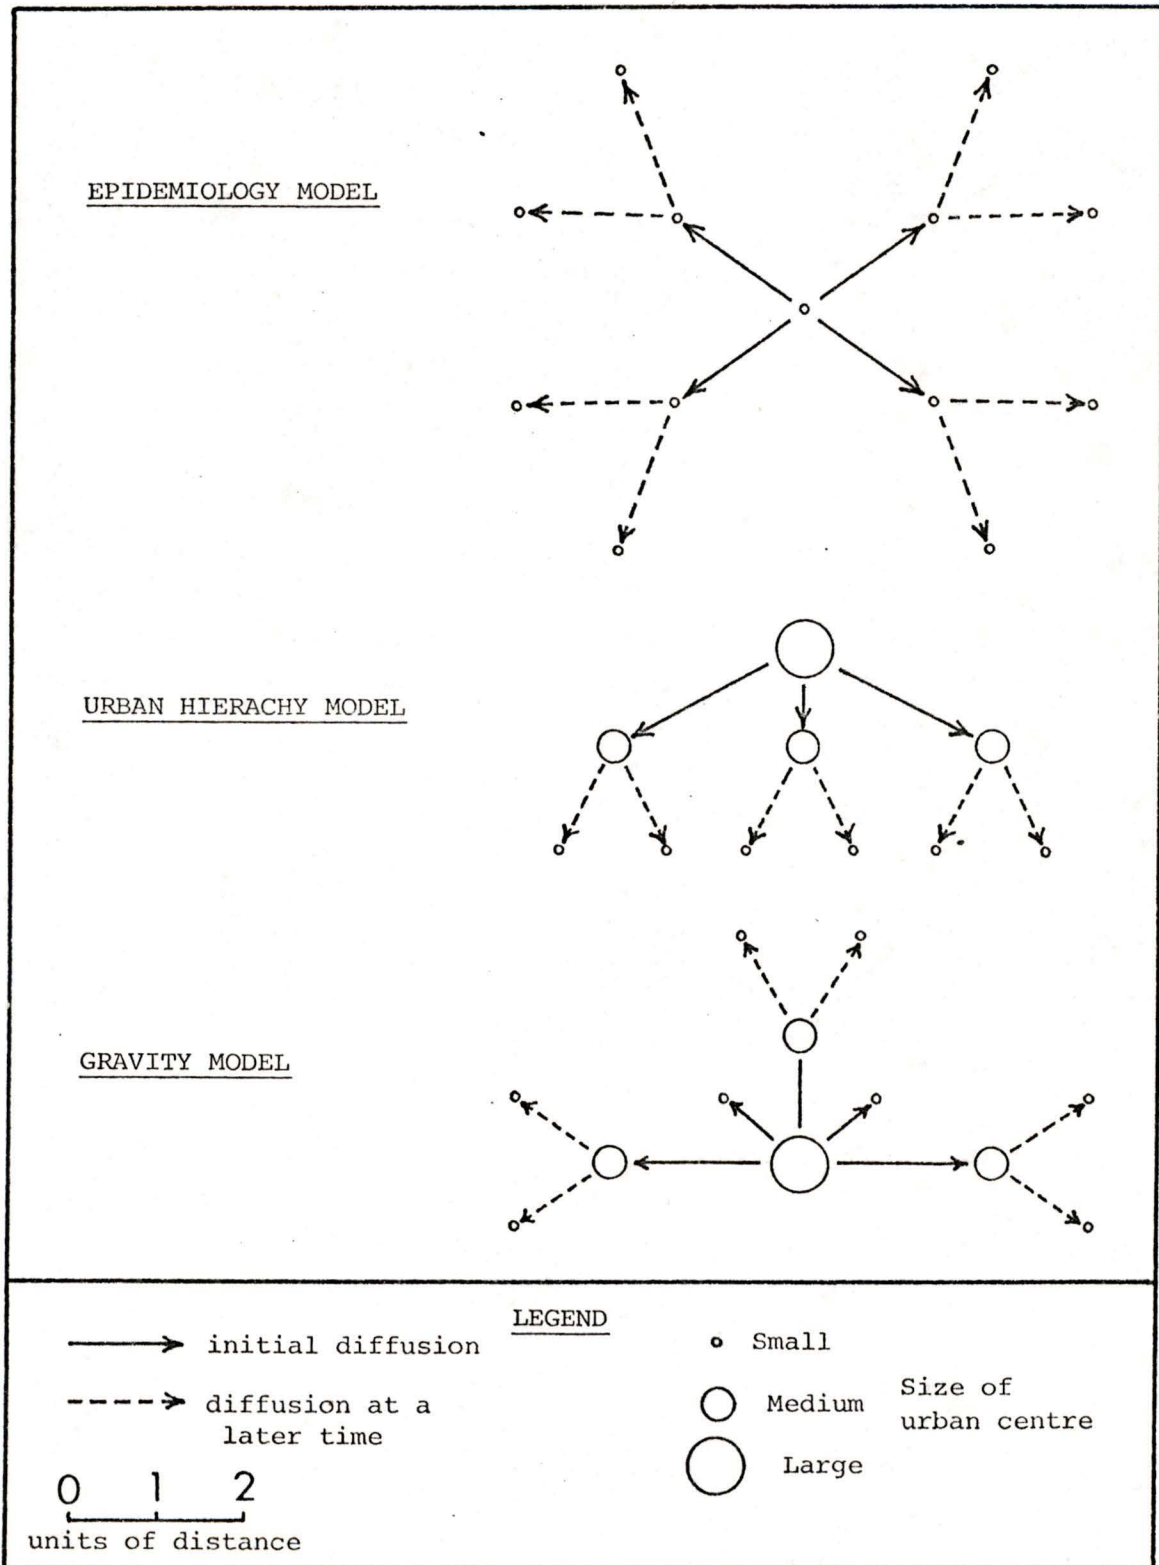 EPIDEMIOLOGY MODEL
URBAN HIERACHY MODEL
GRAVITY MODEL
LEGEND
initial diffusion
diffusion at a
later time
0 1 2
units of distance
Small
Medium
Large
Size of
urban centre